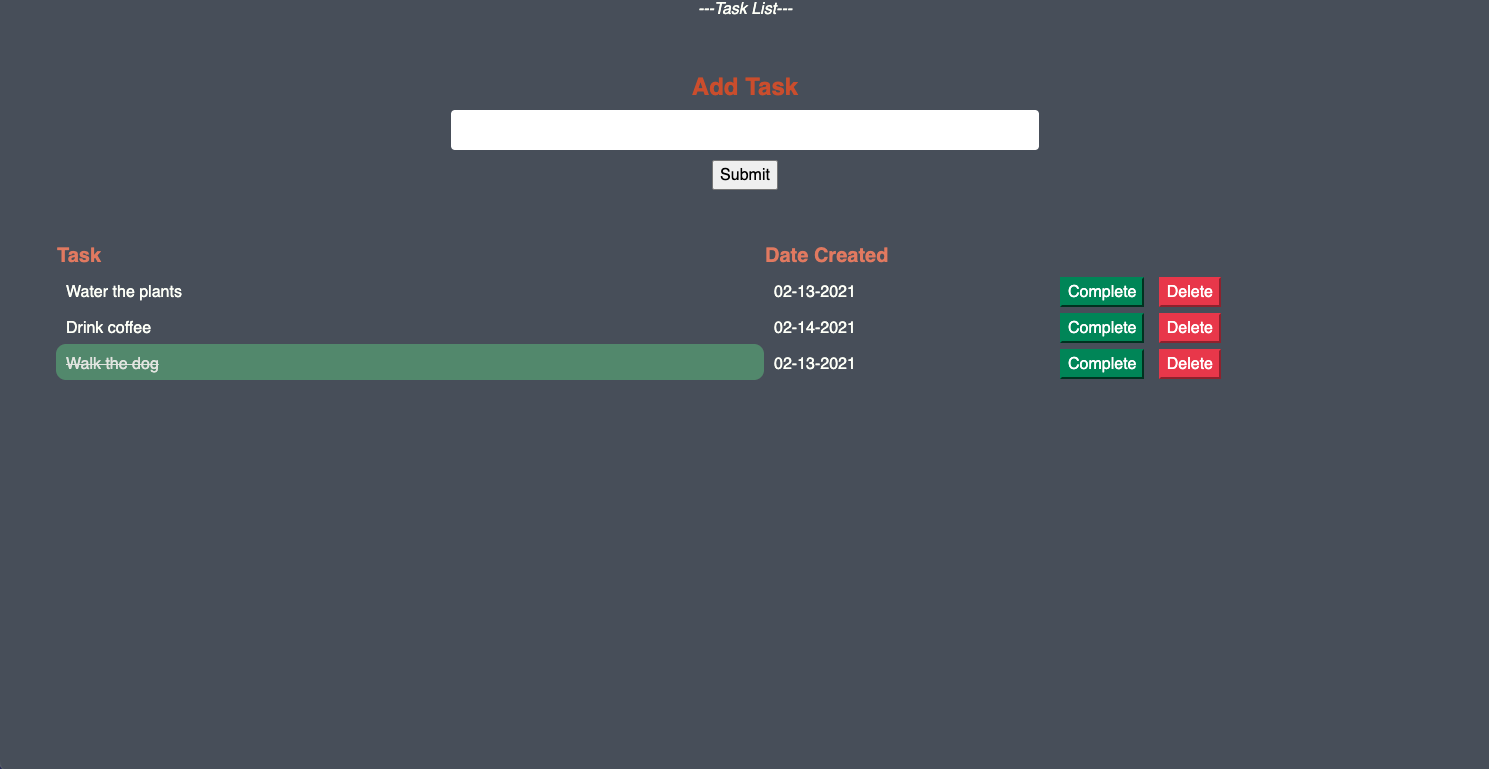 ---Task List---
Add Task
Submit
Task Date Created
Water the plants 02-13-2021 Complete Delete
Drink coffee 02-14-2021 Complete Delete
Walk the dog 02-13-2021 Complete Delete